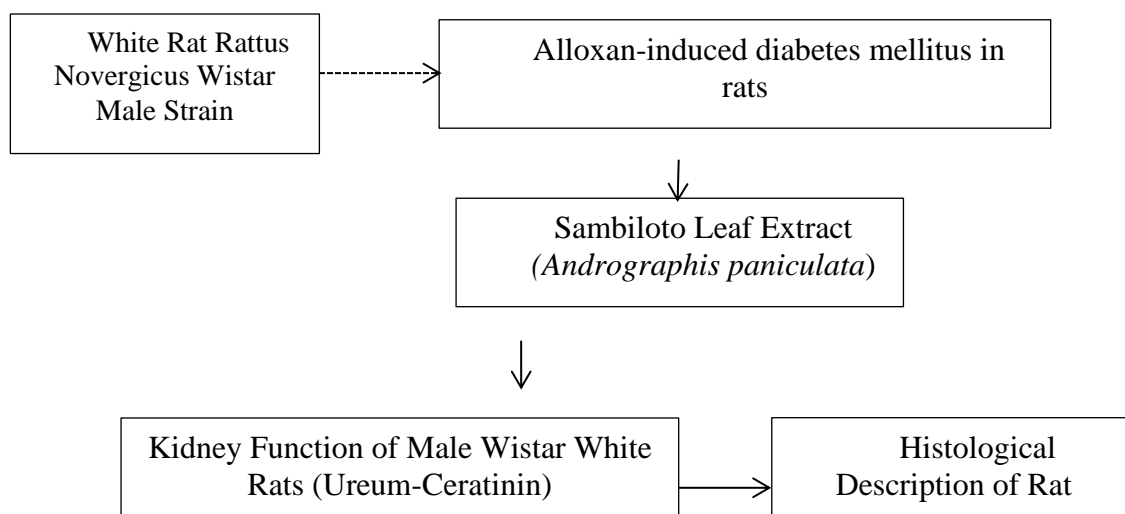 White Rat Rattus
Novergicus Wistar
Male Strain
Alloxan-induced diabetes mellitus in
rats
Sambiloto Leaf Extract
(Andrographis paniculata)
Kidney Function of Male Wistar White
Rats (Ureum-Ceratinin)
Histological
Description of Rat